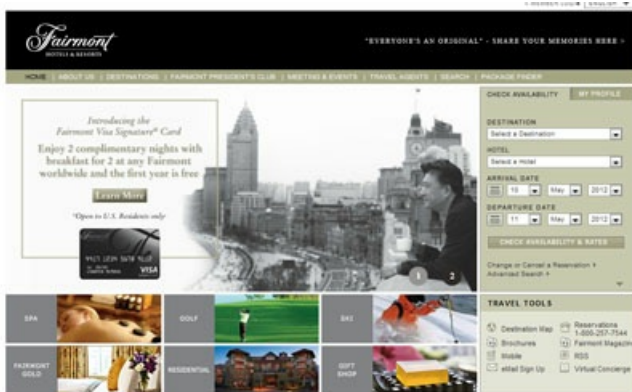 Fairmont
HOTELS & RESORTS
"EVERYONE'S AN ORIGINAL" - SHARE YOUR MEMORIES HERE >
HOME | ABOUT US | DESTINATIONS | FAIRMONT PRESIDENT'S CLUB | MEETING & EVENTS | TRAVEL AGENTS | SEARCH | PACKAGE FINDER
CHECK AVAILABILITY
MY PROFILE
Introducing the
Fairmont Visa Signature® Card
Enjoy 2 complimentary nights with
breakfast for 2 at any Fairmont
worldwide and the first year is free
Learn More
*Open to U.S. Residents only
VISA
1
2
DESTINATION
Select a Destination
HOTEL
Select a Hotel
ARRIVAL DATE
10 May 2012
DEPARTURE DATE
11 May 2012
CHECK AVAILABILITY & RATES
Change or Cancel a Reservation
Advanced Search
SPA
GOLF
SKI
FAIRMONT
GOLD
RESIDENTIAL
GIFT
SHOP
TRAVEL TOOLS
Destination Map
Reservations
1-800-257-7544
Brochures
Fairmont Magazine
Mobile
RSS
eMail Sign Up
Virtual Concierge